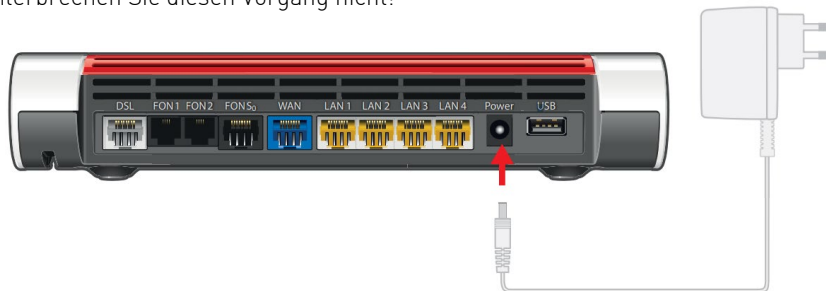 Sie diesen Vorgang nicht!
DSL FON 1 FON 2 FON S₀ WAN LAN 1 LAN 2 LAN 3 LAN 4 Power USB